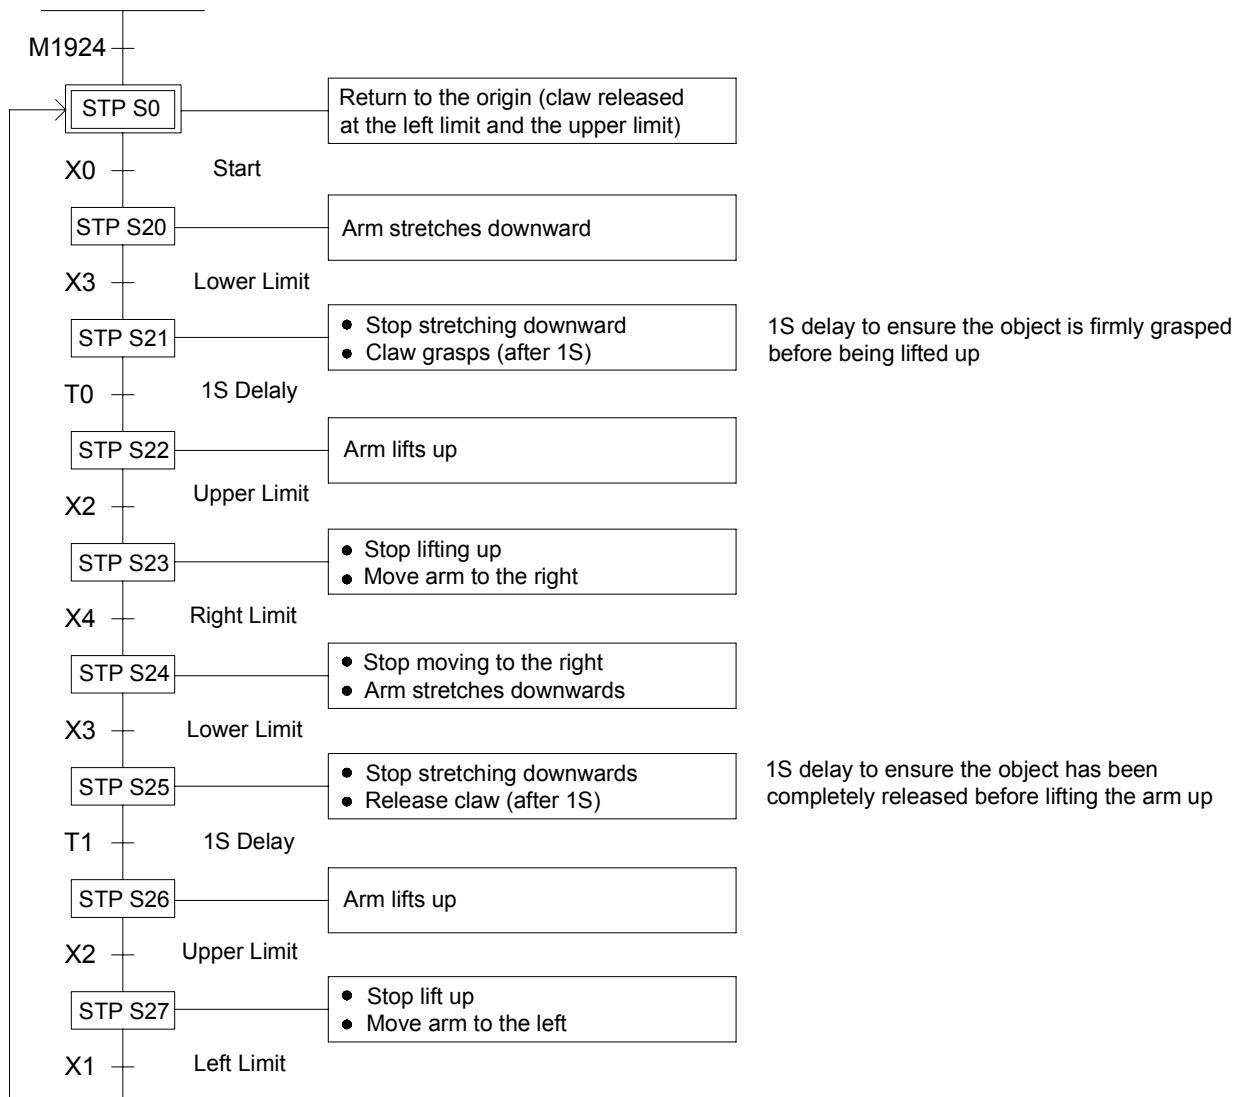 M1924
STP S0
Return to the origin (claw released
at the left limit and the upper limit)
X0
Start
STP S20
Arm stretches downward
X3
Lower Limit
STP S21
● Stop stretching downward
● Claw grasps (after 1S)
1S delay to ensure the object is firmly grasped
before being lifted up
T0
1S Delaly
STP S22
Arm lifts up
X2
Upper Limit
STP S23
● Stop lifting up
● Move arm to the right
X4
Right Limit
STP S24
● Stop moving to the right
● Arm stretches downwards
X3
Lower Limit
STP S25
● Stop stretching downwards
● Release claw (after 1S)
1S delay to ensure the object has been
completely released before lifting the arm up
T1
1S Delay
STP S26
Arm lifts up
X2
Upper Limit
STP S27
● Stop lift up
● Move arm to the left
X1
Left Limit